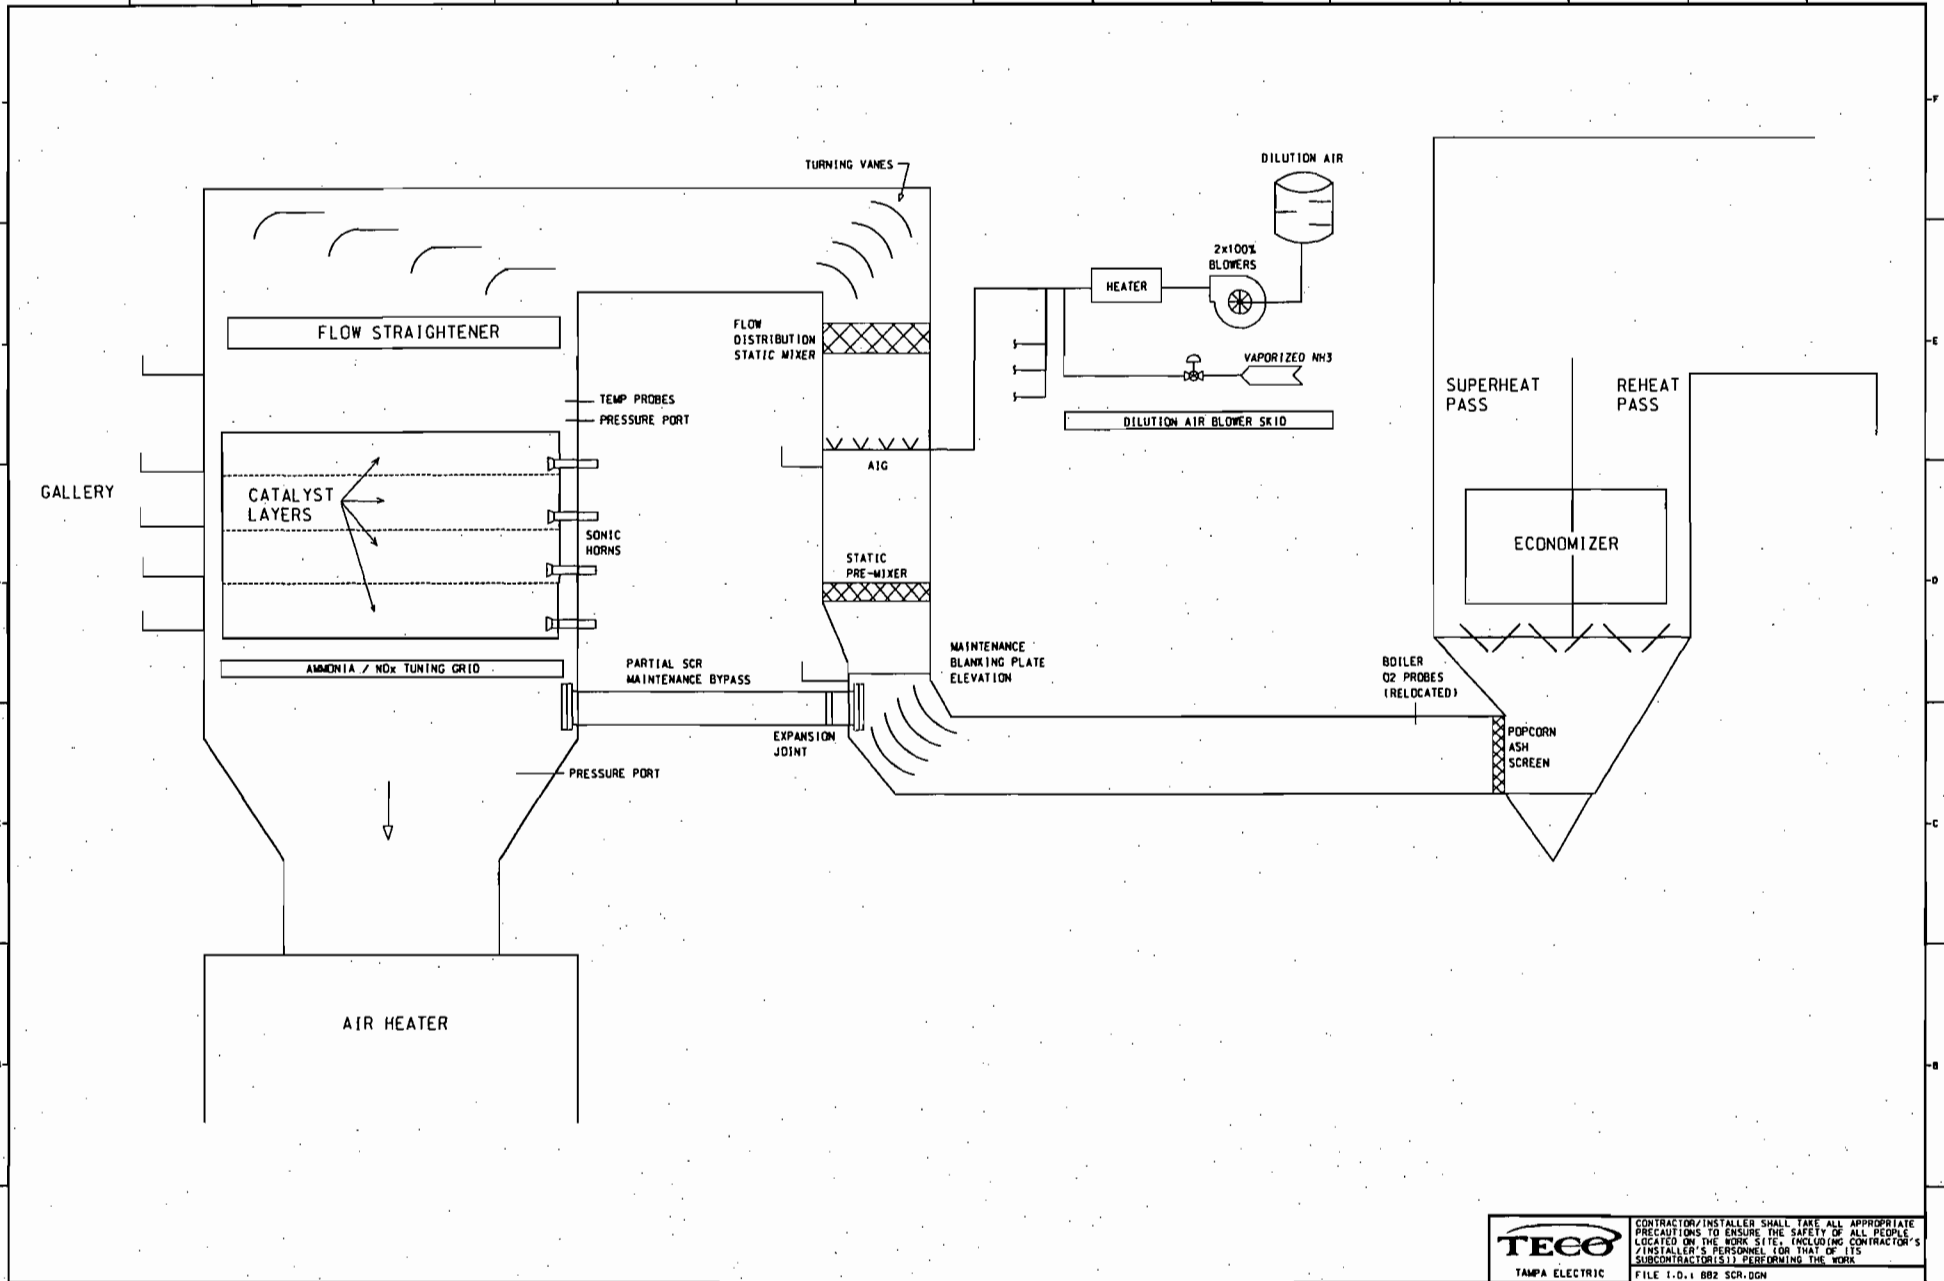 TURNING VANES
DILUTION AIR
2x100%
BLOWERS
HEATER
FLOW STRAIGHTENER
FLOW
DISTRIBUTION
STATIC MIXER
VAPORIZED NH3
SUPERHEAT
PASS
REHEAT
PASS
TEMP PROBES
PRESSURE PORT
DILUTION AIR BLOWER SKID
AIG
GALLERY
CATALYST
LAYERS
SONIC
HORNS
STATIC
PRE-MIXER
ECONOMIZER
AMMONIA / NOx TUNING GRID
PARTIAL SCR
MAINTENANCE BYPASS
MAINTENANCE
BLANKING PLATE
ELEVATION
BOILER
O2 PROBES
(RELOCATED)
EXPANSION
JOINT
POPCORN
ASH
SCREEN
PRESSURE PORT
AIR HEATER
F
E
D
C
B
TECO
TAMPA ELECTRIC
CONTRACTOR/INSTALLER SHALL TAKE ALL APPROPRIATE
PRECAUTIONS TO ENSURE THE SAFETY OF ALL PEOPLE
LOCATED ON THE WORK SITE, INCLUDING CONTRACTOR'S
/INSTALLER'S PERSONNEL (OR THAT OF ITS
SUBCONTRACTOR(S)) PERFORMING THE WORK
FILE I.D.: BB2 SCR.DGN